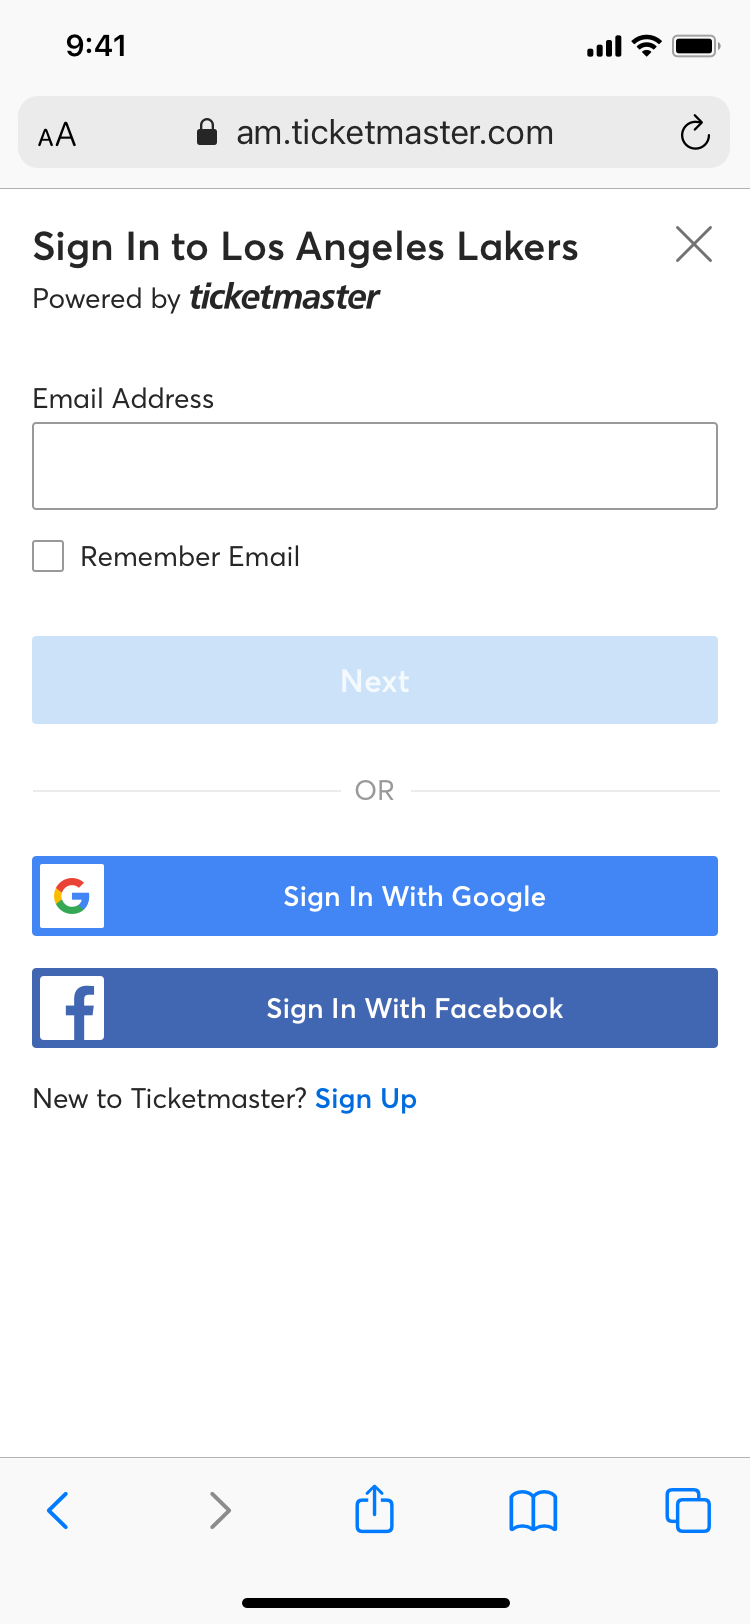 9:41
AA am.ticketmaster.com
Sign In to Los Angeles Lakers
Powered by ticketmaster
Email Address
Remember Email
Next
OR
Sign In With Google
Sign In With Facebook
New to Ticketmaster? Sign Up